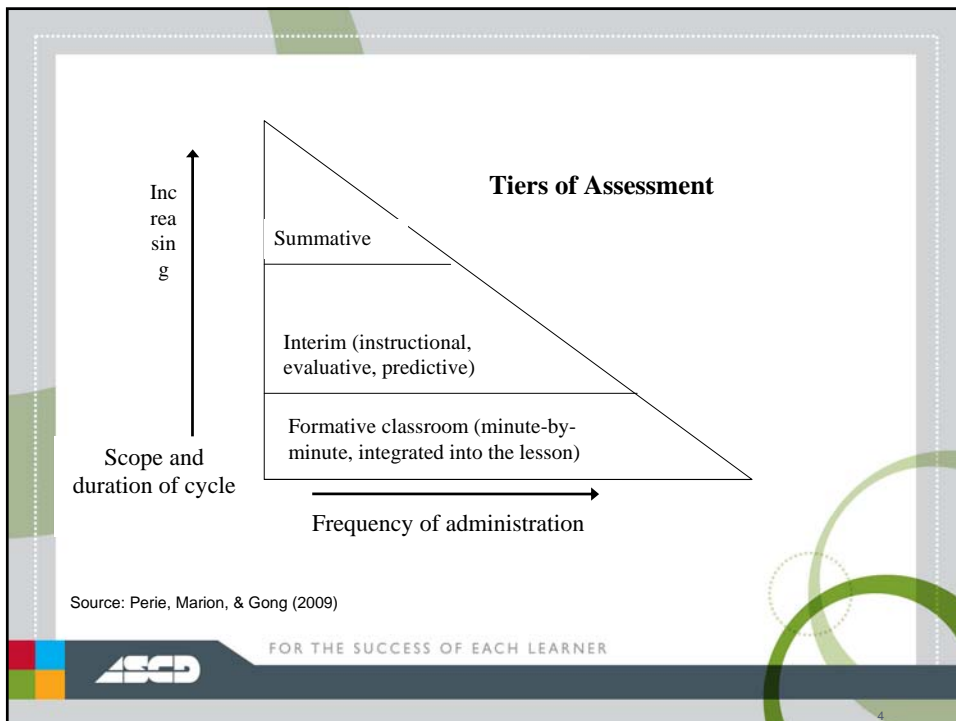 Tiers of Assessment
Inc
rea
sin
g
Summative
Interim (instructional,
evaluative, predictive)
Formative classroom (minute-by-
minute, integrated into the lesson)
Scope and
duration of cycle
Frequency of administration
Source: Perie, Marion, & Gong (2009)
FOR THE SUCCESS OF EACH LEARNER
ASCD
4